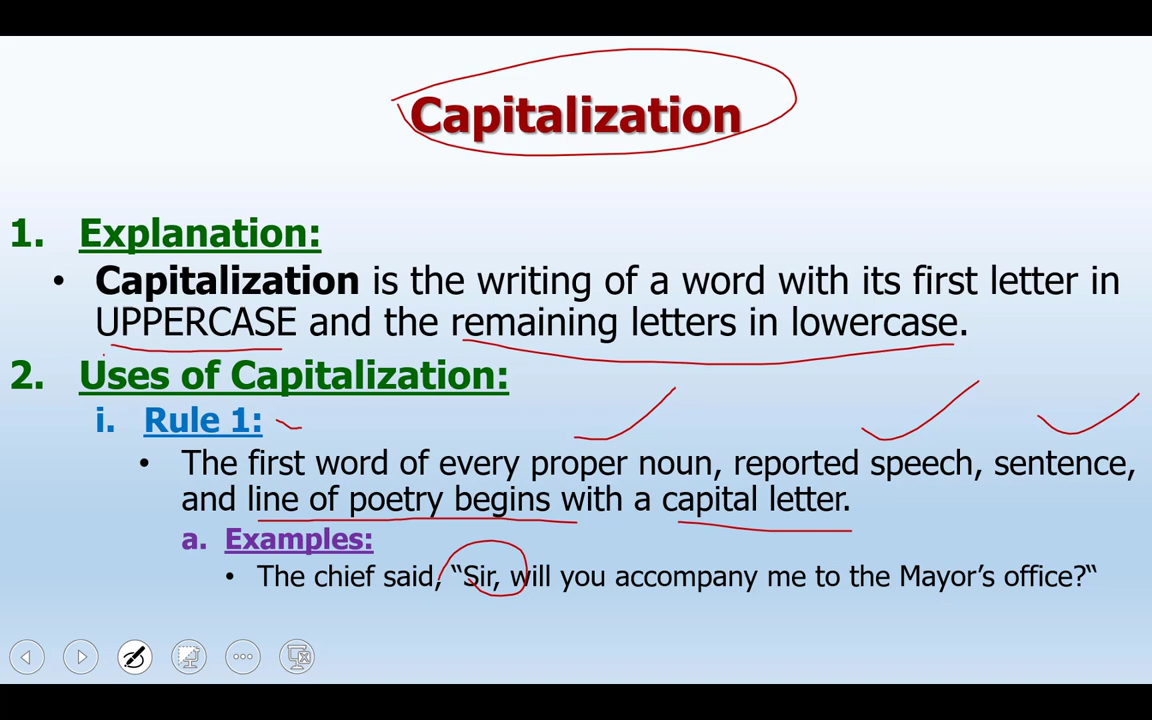 Capitalization
1. Explanation:
• Capitalization is the writing of a word with its first letter in
UPPERCASE and the remaining letters in lowercase.
2. Uses of Capitalization:
i. Rule 1:
• The first word of every proper noun, reported speech, sentence,
and line of poetry begins with a capital letter.
a. Examples:
• The chief said, “Sir, will you accompany me to the Mayor’s office?“